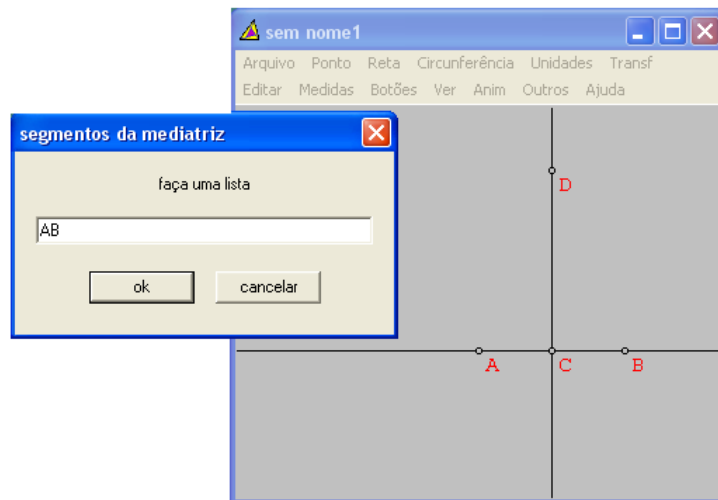 sem nome1
Arquivo Ponto Reta Circunferência Unidades Transf
Editar Medidas Botões Ver Anim Outros Ajuda
segmentos da mediatriz
faça uma lista
AB
ok cancelar
D
A C B